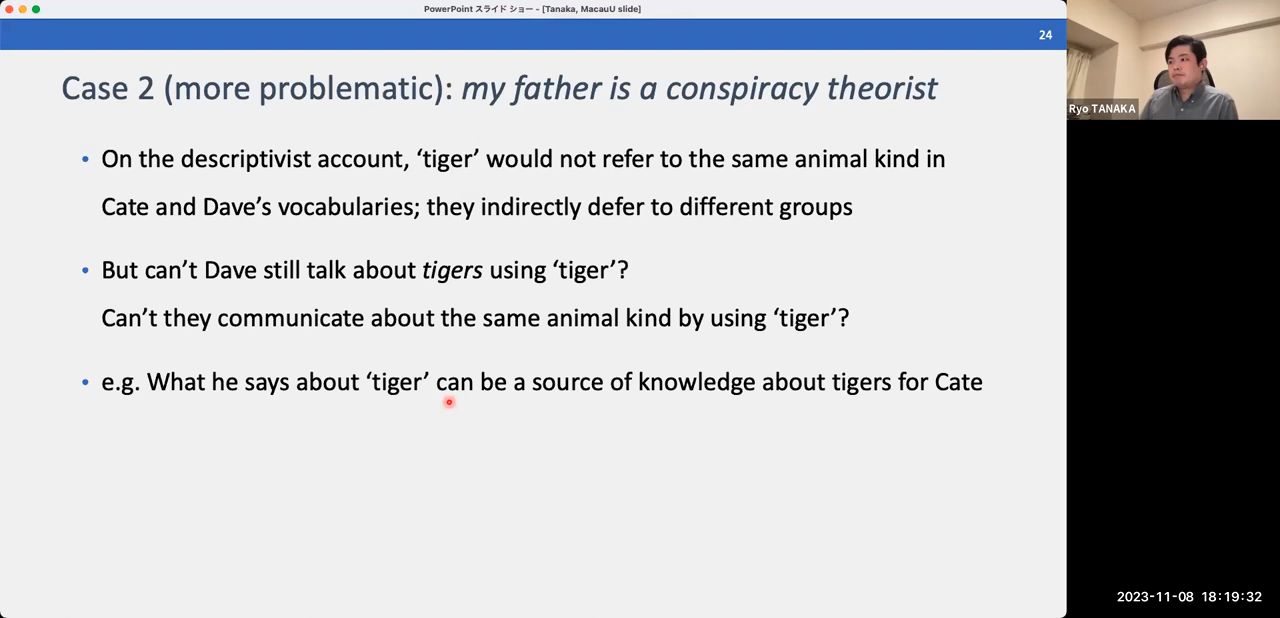 PowerPoint スライド ショー - [Tanaka, MacauU slide]
24
Case 2 (more problematic): my father is a conspiracy theorist
• On the descriptivist account, ‘tiger’ would not refer to the same animal kind in
Cate and Dave’s vocabularies; they indirectly defer to different groups
• But can’t Dave still talk about tigers using ‘tiger’?
Can’t they communicate about the same animal kind by using ‘tiger’?
• e.g. What he says about ‘tiger’ can be a source of knowledge about tigers for Cate
Ryo TANAKA
2023-11-08 18:19:32